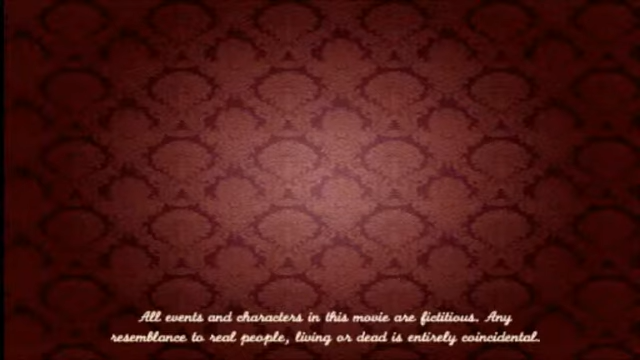 All events and characters in this movie are fictitious. Any
resemblance to real people, living or dead is entirely coincidental.